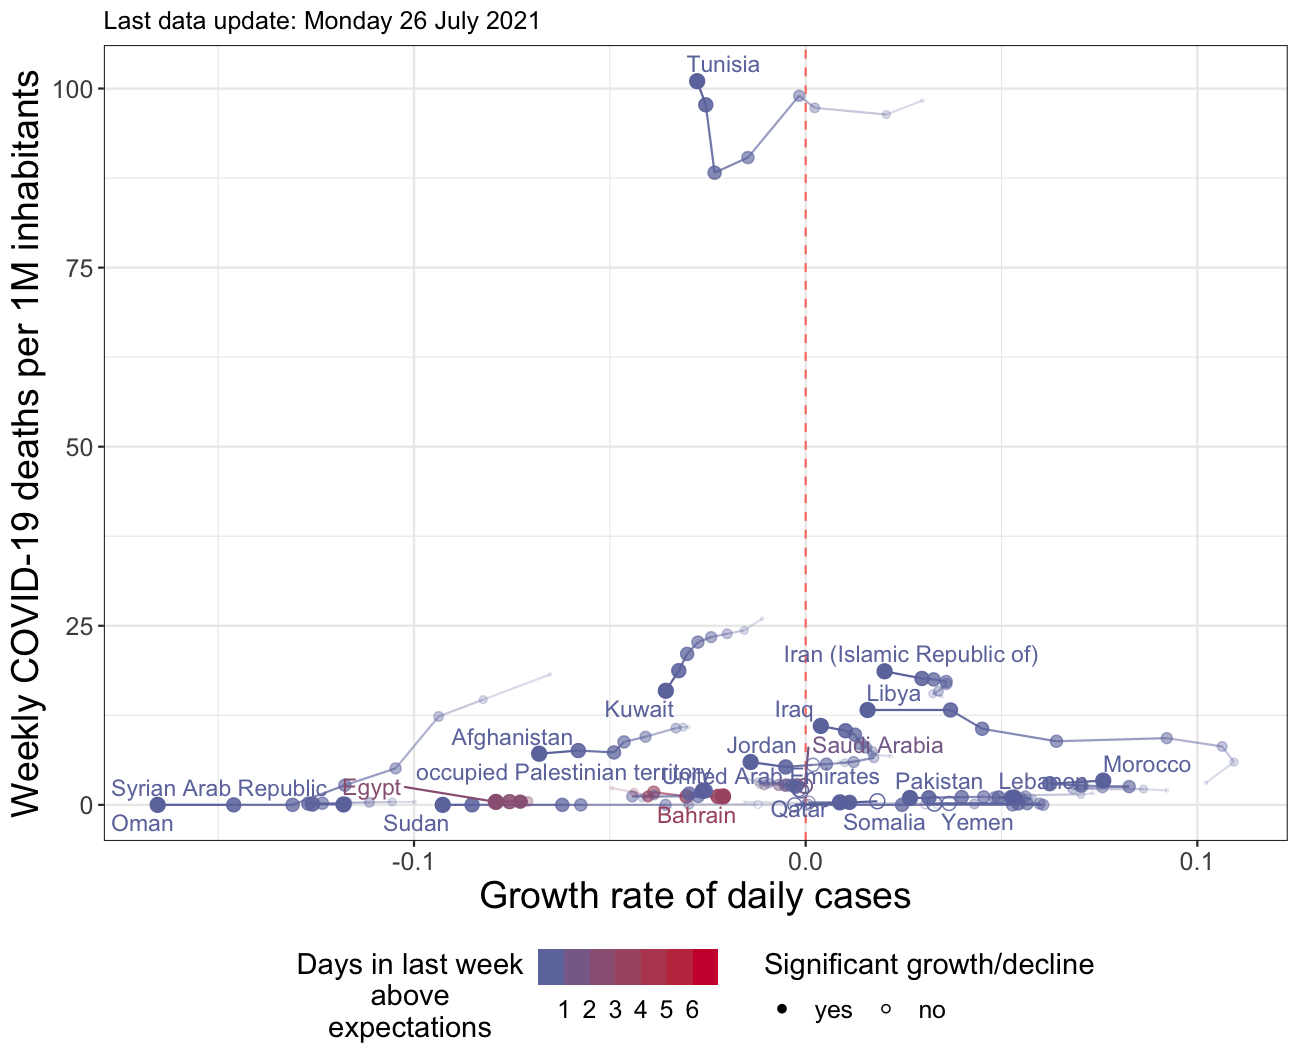 Last data update: Monday 26 July 2021
Weekly COVID-19 deaths per 1M inhabitants
100
75
50
25
0
Tunisia
Iran (Islamic Republic of)
Libya
Kuwait
Iraq
Afghanistan
Jordan
Saudi Arabia
Morocco
occupied Palestinian territory
United Arab Emirates
Syrian Arab Republic
Egypt
Pakistan
Lebanon
Bahrain
Qatar
Oman
Sudan
Somalia
Yemen
-0.1
0.0
0.1
Growth rate of daily cases
Days in last week
above
expectations
1 2 3 4 5 6
Significant growth/decline
yes
no